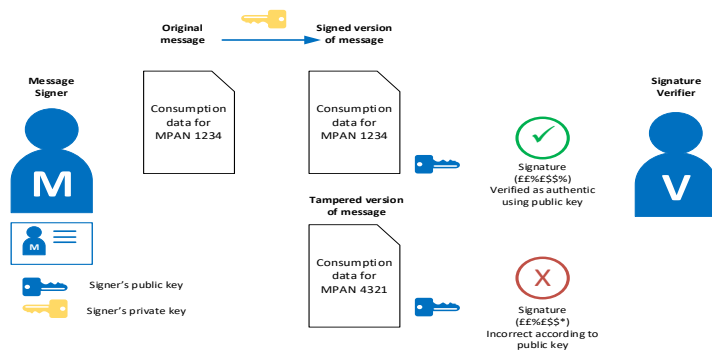 Original
message
Signed version
of message
Message
Signer
Signature
Verifier
Consumption
data for
MPAN 1234
Consumption
data for
MPAN 1234
M
V
Signature
(££%£$$%)
Verified as authentic
using public key
Tampered version
of message
M
Consumption
data for
MPAN 4321
X
Signer's public key
Signer's private key
Signature
(££%£$$*)
Incorrect according to
public key